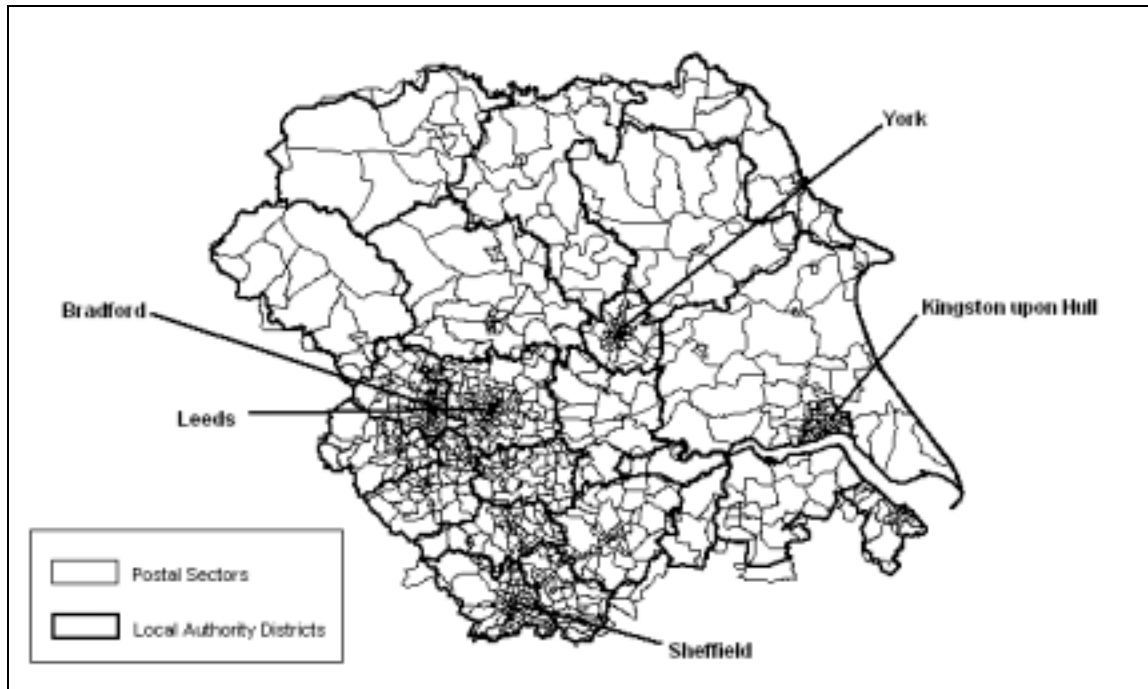 York
Bradford
Kingston upon Hull
Leeds
Postal Sectors
Local Authority Districts
Sheffield